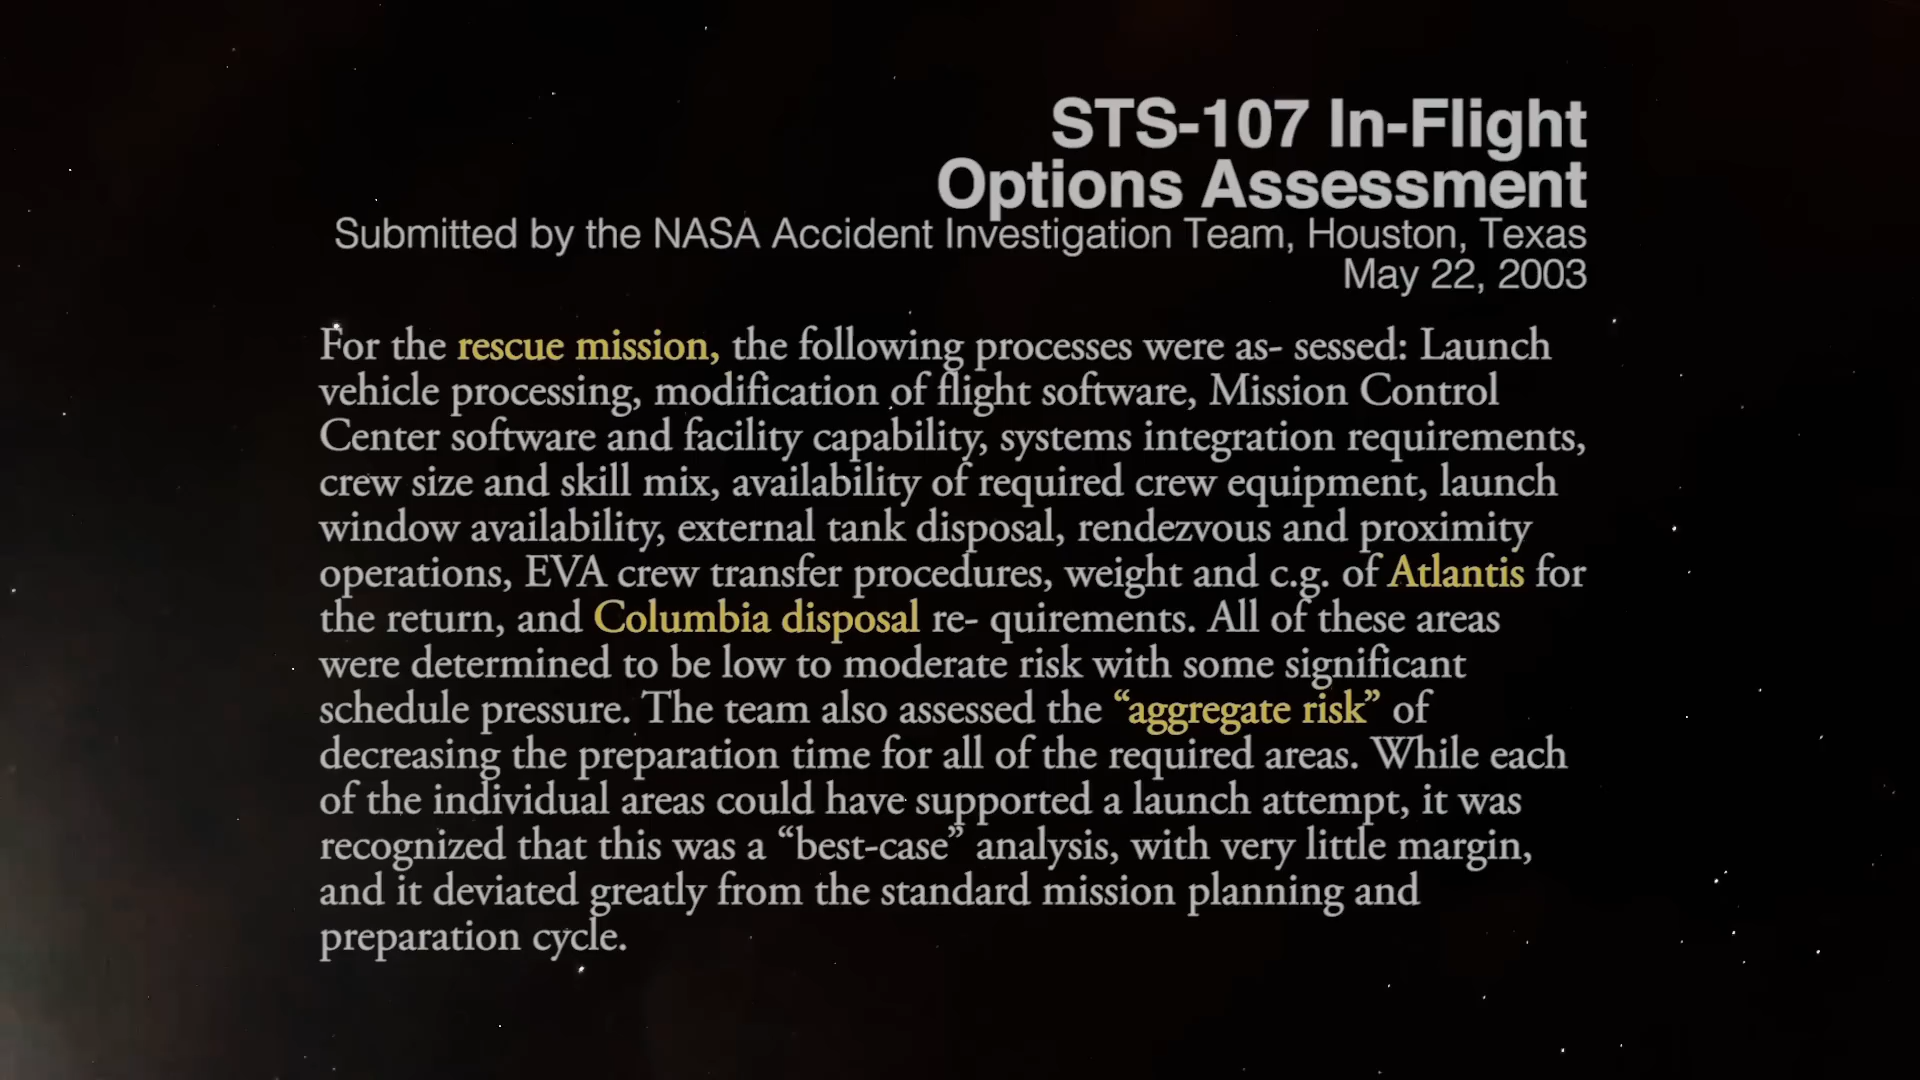 STS-107 In-Flight
Options Assessment
Submitted by the NASA Accident Investigation Team, Houston, Texas
May 22, 2003
For the rescue mission, the following processes were as- sessed: Launch
vehicle processing, modification of flight software, Mission Control
Center software and facility capability, systems integration requirements,
crew size and skill mix, availability of required crew equipment, launch
window availability, external tank disposal, rendezvous and proximity
operations, EVA crew transfer procedures, weight and c.g. of Atlantis for
the return, and Columbia disposal re- quirements. All of these areas
were determined to be low to moderate risk with some significant
schedule pressure. The team also assessed the “aggregate risk” of
decreasing the preparation time for all of the required areas. While each
of the individual areas could have supported a launch attempt, it was
recognized that this was a “best-case” analysis, with very little margin,
and it deviated greatly from the standard mission planning and
preparation cycle.